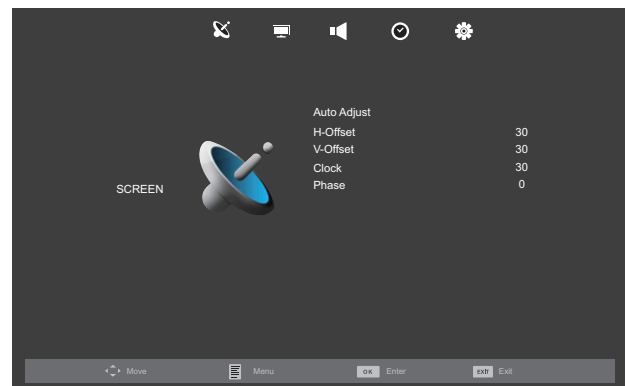 Auto Adjust
H-Offset 30
V-Offset 30
Clock 30
Phase 0
SCREEN
Move Menu OK Enter EXIT Exit